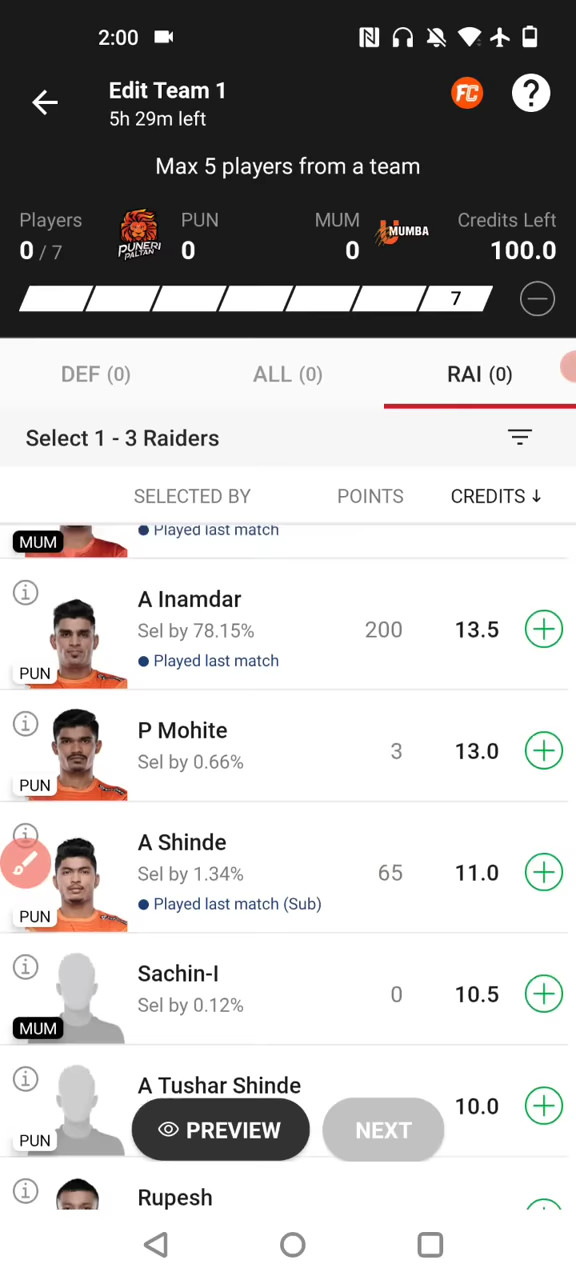 2:00
Edit Team 1
5h 29m left
FC
?
Max 5 players from a team
Players
0 / 7
PUNERI
PALTAN
PUN
0
MUM
0
U MUMBA
Credits Left
100.0
7
DEF (0)
ALL (0)
RAI (0)
Select 1 - 3 Raiders
SELECTED BY
POINTS
CREDITS ↓
MUM
Played last match
A Inamdar
Sel by 78.15%
Played last match
200
13.5
PUN
P Mohite
Sel by 0.66%
3
13.0
PUN
A Shinde
Sel by 1.34%
Played last match (Sub)
65
11.0
PUN
Sachin-I
Sel by 0.12%
0
10.5
MUM
A Tushar Shinde
10.0
PUN
PREVIEW
NEXT
Rupesh